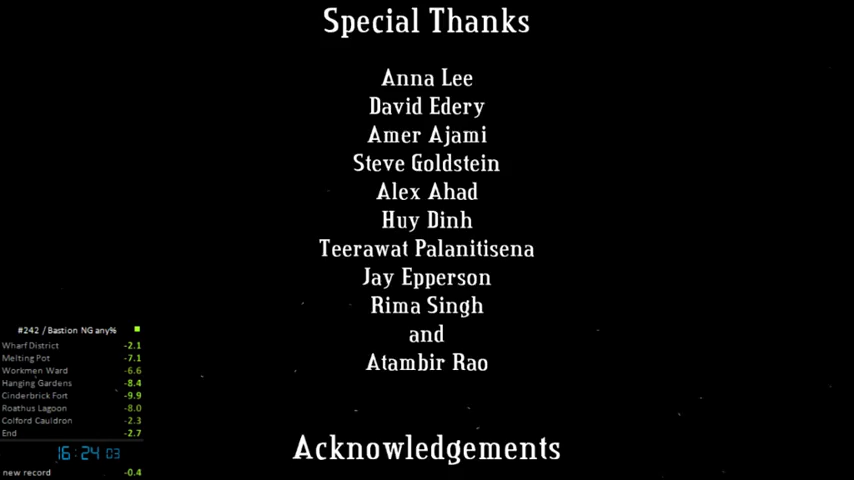 Special Thanks
Anna Lee
David Edery
Amer Ajami
Steve Goldstein
Alex Ahad
Huy Dinh
Teerawat Palanitisena
Jay Epperson
Rima Singh
and
Atambir Rao
Acknowledgements
#242 / Bastion NG any%
Wharf District -2.1
Melting Pot -7.1
Workmen Ward -6.6
Hanging Gardens -8.4
Cinderbrick Fort -9.9
Roathus Lagoon -8.0
Colford Cauldron -2.3
End -2.7
16:24 03
new record -0.4